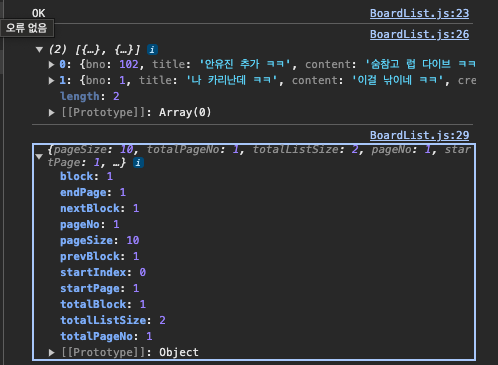 OK BoardList.js:23
오류 없음
BoardList.js:26
(2) [{…}, {…}] i
0: {bno: 102, title: '안유진 추가 ㅋㅋ', content: '숨참고 럽 다이브 ㅋㅋ
1: {bno: 1, title: '나 카리난데 ㅋㅋ', content: '이걸 낚이네 ㅋㅋ', cre
length: 2
[[Prototype]]: Array(0)
BoardList.js:29
{pageSize: 10, totalPageNo: 1, totalListSize: 2, pageNo: 1, star
tPage: 1, …} i
block: 1
endPage: 1
nextBlock: 1
pageNo: 1
pageSize: 10
prevBlock: 1
startIndex: 0
startPage: 1
totalBlock: 1
totalListSize: 2
totalPageNo: 1
[[Prototype]]: Object